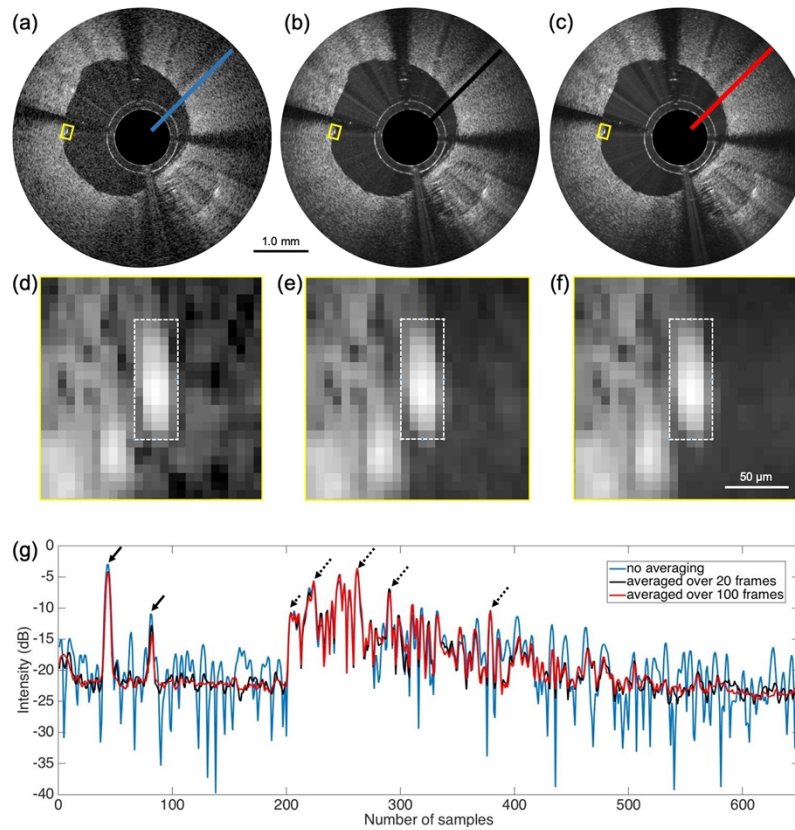 (a)
(b)
(c)
1.0 mm
(d)
(e)
(f)
50 µm
(g)
0
-5
-10
-15
-20
-25
-30
-35
-40
Intensity (dB)
no averaging
averaged over 20 frames
averaged over 100 frames
0 100 200 300 400 500 600
Number of samples